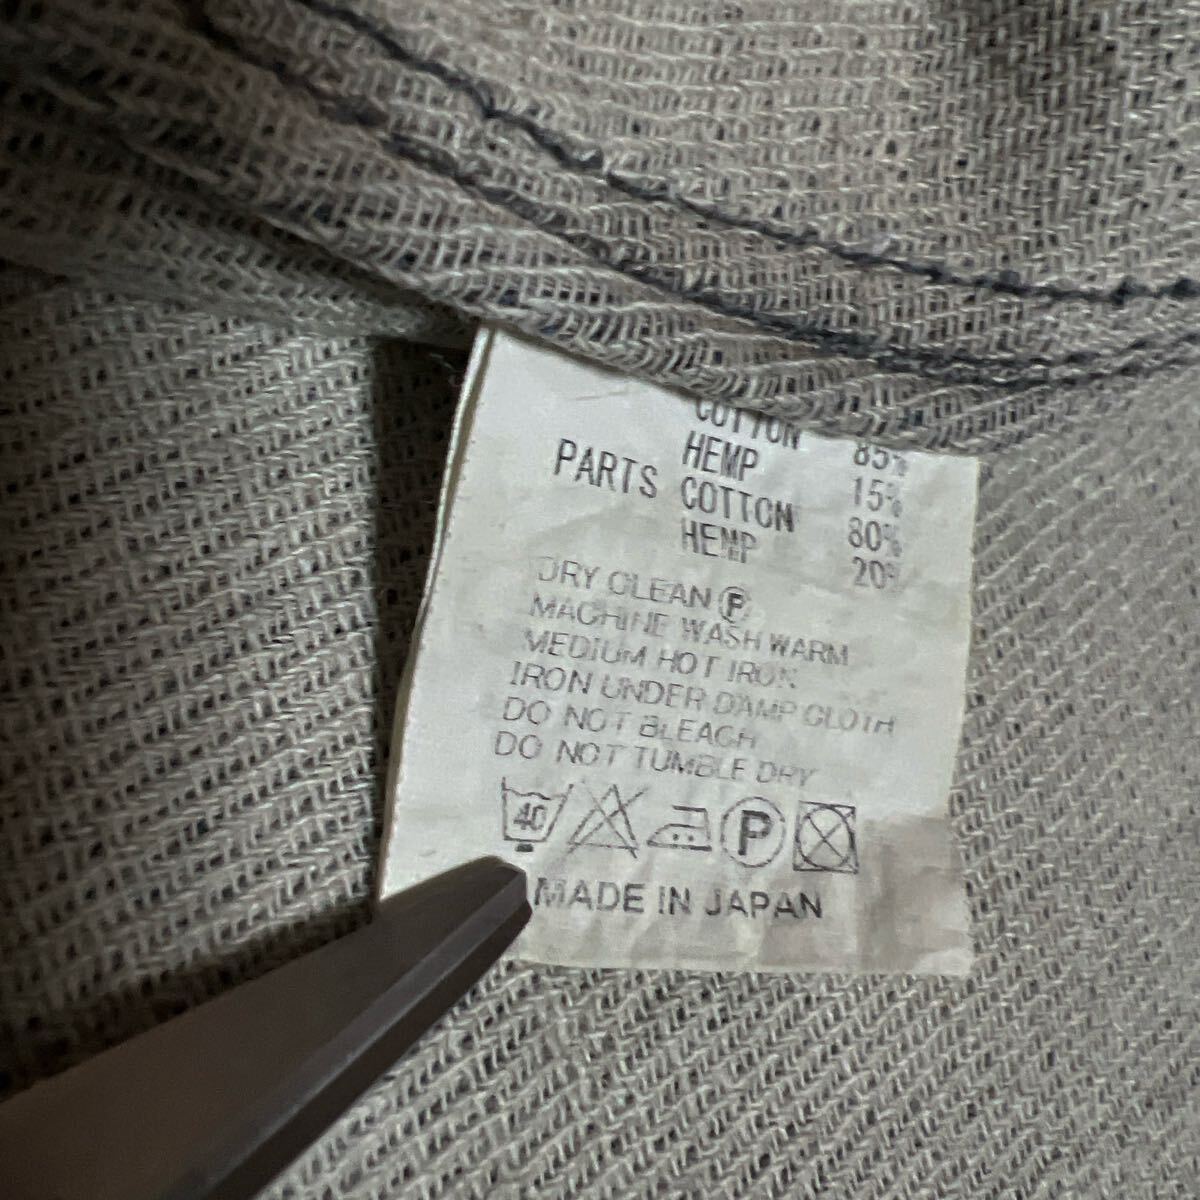 COTTON 85%
HEMP 15%
PARTS COTTON 80%
HEMP 20%
DRY CLEAN Ⓟ
MACHINE WASH WARM
MEDIUM HOT IRON
IRON UNDER DAMP CLOTH
DO NOT BLEACH
DO NOT TUMBLE DRY
40 P
MADE IN JAPAN